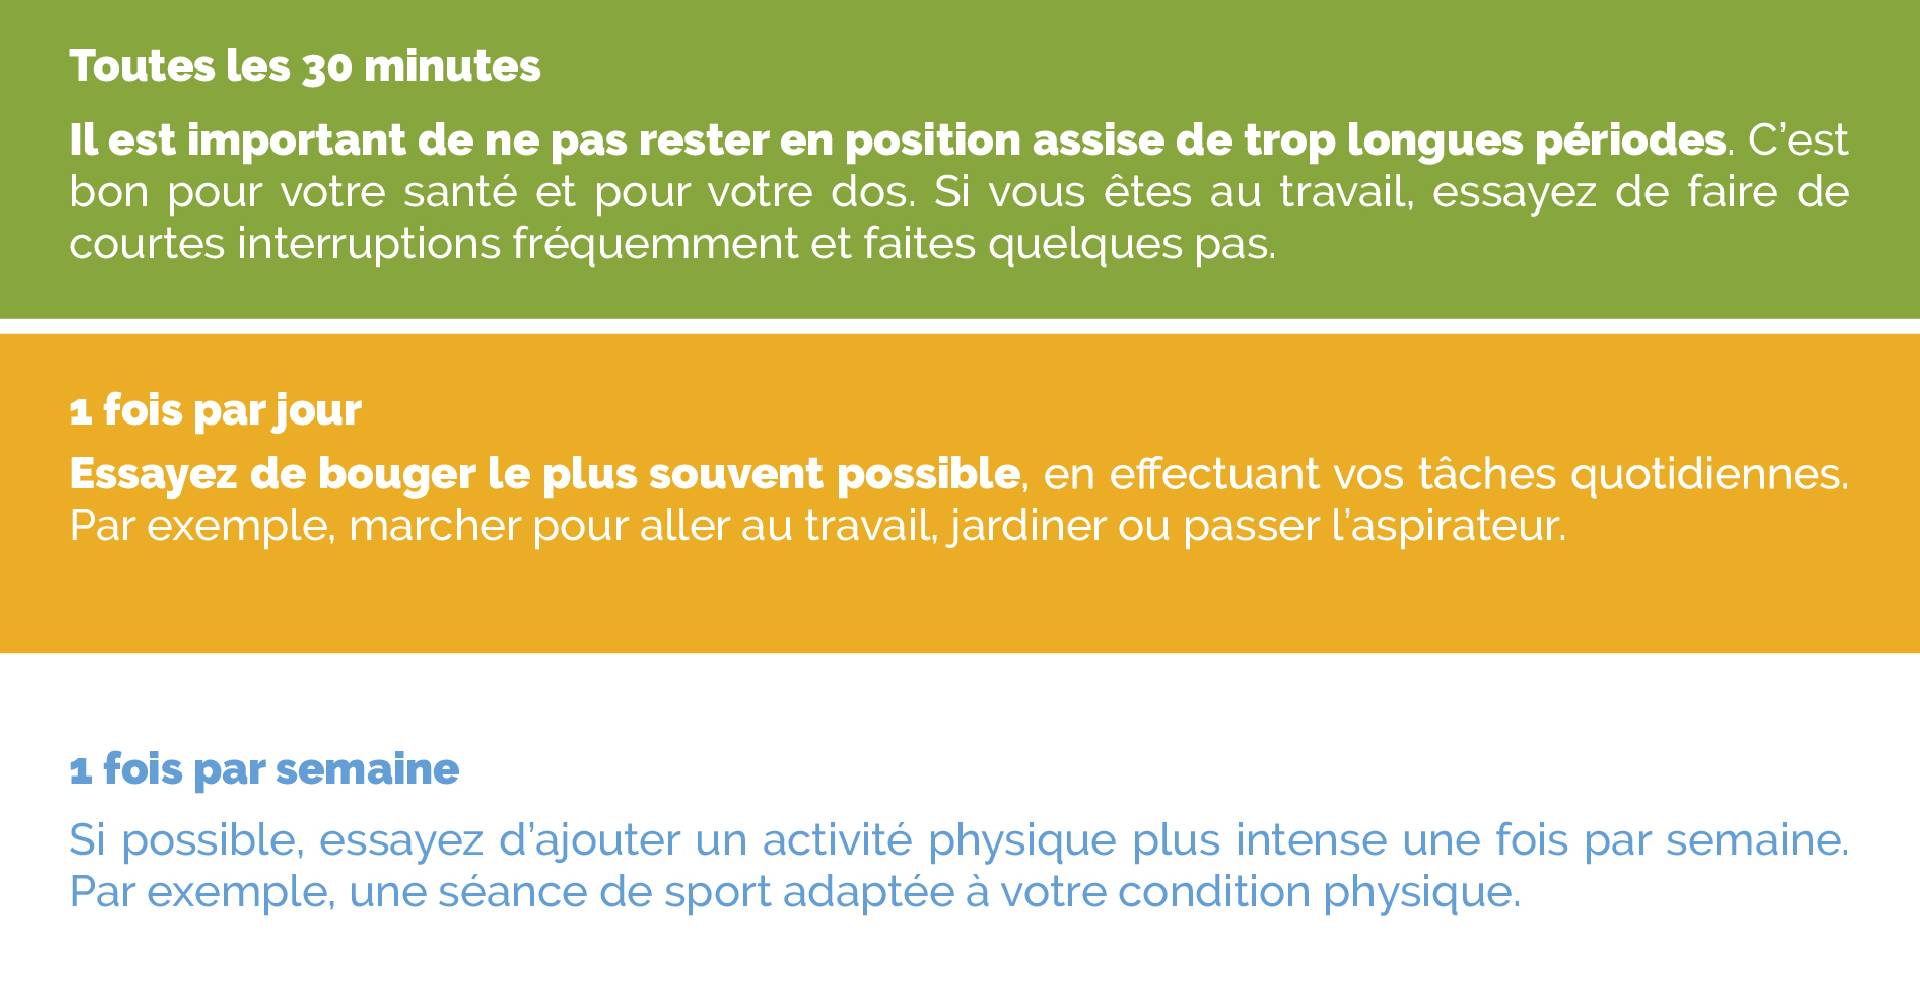 Toutes les 30 minutes
Il est important de ne pas rester en position assise de trop longues périodes. C’est
bon pour votre santé et pour votre dos. Si vous êtes au travail, essayez de faire de
courtes interruptions fréquemment et faites quelques pas.
1 fois par jour
Essayez de bouger le plus souvent possible, en effectuant vos tâches quotidiennes.
Par exemple, marcher pour aller au travail, jardiner ou passer l’aspirateur.
1 fois par semaine
Si possible, essayez d’ajouter un activité physique plus intense une fois par semaine.
Par exemple, une séance de sport adaptée à votre condition physique.